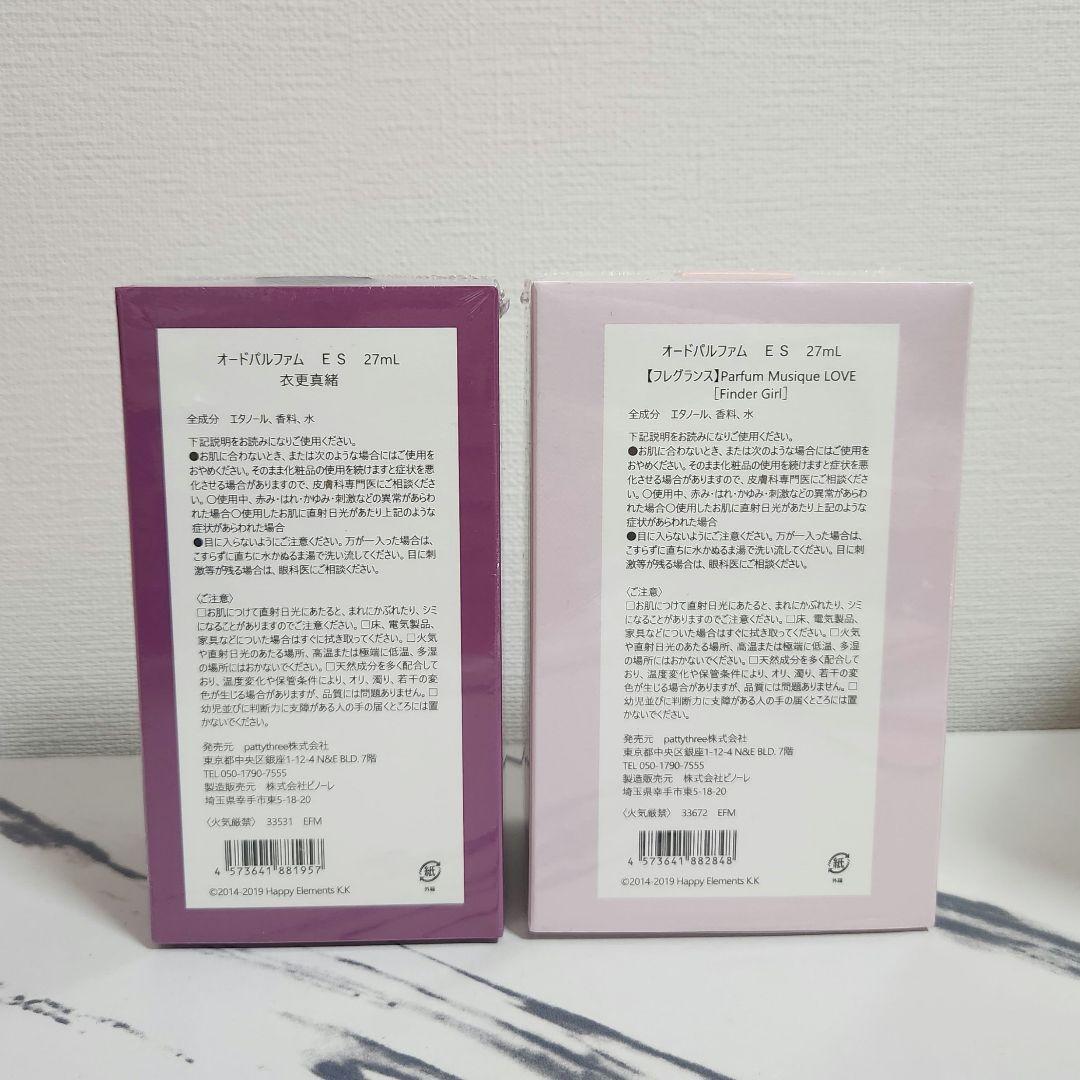 オードパルファム　ＥＳ　27mL
衣更真緒
全成分　エタノール、香料、水
下記説明をお読みになりご使用ください。
●お肌に合わないとき、または次のような場合にはご使用を
おやめください。そのまま化粧品の使用を続けますと症状を悪
化させる場合がありますので、皮膚科専門医にご相談くださ
い。〇使用中、赤み・はれ・かゆみ・刺激などの異常があらわ
れた場合〇使用したお肌に直射日光があたり上記のような
症状があらわれた場合
●目に入らないようにご注意ください。万が一入った場合は、
こすらずに直ちに水かぬるま湯で洗い流してください。目に刺
激等が残る場合は、眼科医にご相談ください。
〈ご注意〉
□お肌につけて直射日光にあたると、まれにかぶれたり、シミ
になることがありますのでご注意ください。□床、電気製品、
家具などについた場合はすぐに拭き取ってください。□火気
や直射日光のあたる場所、高温または極端に低温、多湿
の場所にはおかないでください。□天然成分を多く配合して
おり、温度変化や保管条件により、オリ、濁り、若干の変
色が生じる場合がありますが、品質には問題ありません。□
幼児並びに判断力に支障がある人の手の届くところには置
かないでください。
発売元　pattythree株式会社
東京都中央区銀座1-12-4 N&E BLD. 7階
TEL 050-1790-7555
製造販売元　株式会社ピノーレ
埼玉県幸手市東5-18-20
〈火気厳禁〉　33531　EFM
4 573641 881957
紙
外箱
©2014-2019 Happy Elements K.K
オードパルファム　ＥＳ　27mL
【フレグランス】Parfum Musique LOVE
［Finder Girl］
全成分　エタノール、香料、水
下記説明をお読みになりご使用ください。
●お肌に合わないとき、または次のような場合にはご使用を
おやめください。そのまま化粧品の使用を続けますと症状を悪
化させる場合がありますので、皮膚科専門医にご相談くださ
い。〇使用中、赤み・はれ・かゆみ・刺激などの異常があらわ
れた場合〇使用したお肌に直射日光があたり上記のような
症状があらわれた場合
●目に入らないようにご注意ください。万が一入った場合は、
こすらずに直ちに水かぬるま湯で洗い流してください。目に刺
激等が残る場合は、眼科医にご相談ください。
〈ご注意〉
□お肌につけて直射日光にあたると、まれにかぶれたり、シミ
になることがありますのでご注意ください。□床、電気製品、
家具などについた場合はすぐに拭き取ってください。□火気
や直射日光のあたる場所、高温または極端に低温、多湿
の場所にはおかないでください。□天然成分を多く配合して
おり、温度変化や保管条件により、オリ、濁り、若干の変
色が生じる場合がありますが、品質には問題ありません。□
幼児並びに判断力に支障がある人の手の届くところには置
かないでください。
発売元　pattythree株式会社
東京都中央区銀座1-12-4 N&E BLD. 7階
TEL 050-1790-7555
製造販売元　株式会社ピノーレ
埼玉県幸手市東5-18-20
〈火気厳禁〉　33672　EFM
4 573641 882848
紙
外箱
©2014-2019 Happy Elements K.K